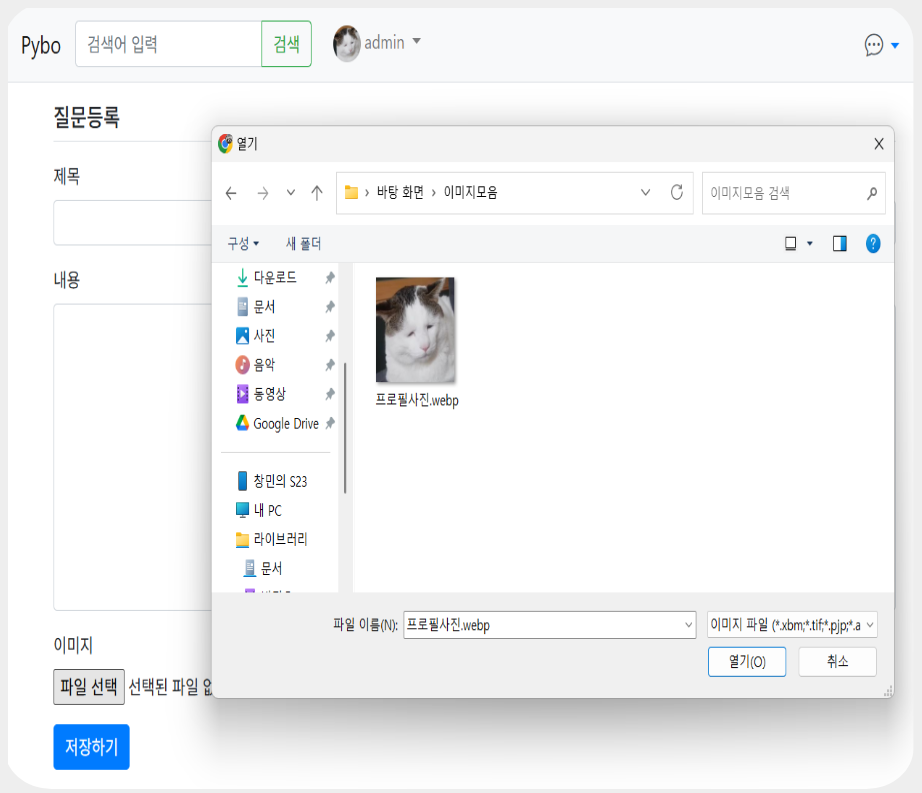 Pybo 검색어 입력 검색 admin
질문등록
제목
내용
이미지
파일 선택 선택된 파일
저장하기
열기
바탕 화면 › 이미지모음
이미지모음 검색
구성 새 폴더
다운로드
문서
사진
음악
동영상
Google Drive
창민의 S23
내 PC
라이브러리
문서
프로필사진.webp
파일 이름(N): 프로필사진.webp
이미지 파일 (*.xbm;*.tif;*.pjp;*.a
열기(O) 취소